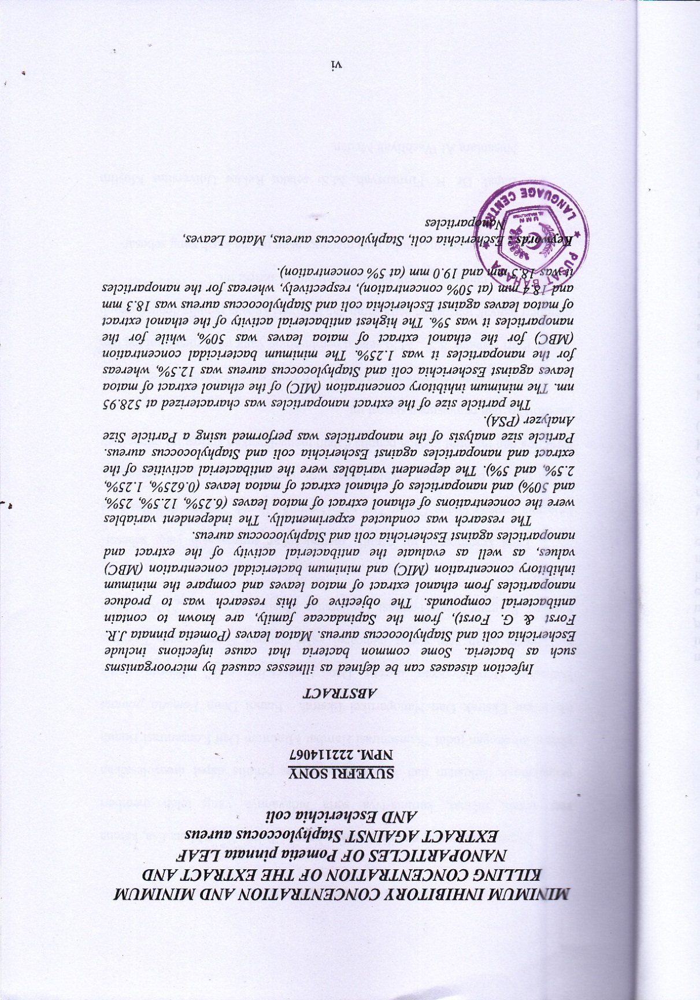 MINIMUM INHIBITORY CONCENTRATION AND MINIMUM
KILLING CONCENTRATION OF THE EXTRACT AND
NANOPARTICLES OF Pometia pinnata LEAF
EXTRACT AGAINST Staphyloccocus aureus
AND Escherichia coli
SUYEFRI SONY
NPM. 222114067
ABSTRACT
Infection diseases can be defined as illnesses caused by microorganisms
such as bacteria. Some common bacteria that cause infections include
Escherichia coli and Staphylococcus aureus. Matoa leaves (Pometia pinnata J.R.
Forst & G. Forst), from the Sapindaceae family, are known to contain
antibacterial compounds. The objective of this research was to produce
nanoparticles from ethanol extract of matoa leaves and compare the minimum
inhibitory concentration (MIC) and minimum bactericidal concentration (MBC)
values, as well as evaluate the antibacterial activity of the extract and
nanoparticles against Escherichia coli and Staphylococcus aureus.
The research was conducted experimentally. The independent variables
were the concentrations of ethanol extract of matoa leaves (6.25%, 12.5%, 25%,
and 50%) and nanoparticles of ethanol extract of matoa leaves (0.625%, 1.25%,
2.5%, and 5%). The dependent variables were the antibacterial activities of the
extract and nanoparticles against Escherichia coli and Staphylococcus aureus.
Particle size analysis of the nanoparticles was performed using a Particle Size
Analyzer (PSA).
The particle size of the extract nanoparticles was characterized at 528.95
nm. The minimum inhibitory concentration (MIC) of the ethanol extract of matoa
leaves against Escherichia coli and Staphylococcus aureus was 12.5%, whereas
for the nanoparticles it was 1.25%. The minimum bactericidal concentration
(MBC) for the ethanol extract of matoa leaves was 50%, while for the
nanoparticles it was 5%. The highest antibacterial activity of the ethanol extract
of matoa leaves against Escherichia coli and Staphylococcus aureus was 18.3 mm
and 18.4 mm (at 50% concentration), respectively, whereas for the nanoparticles
it was 18.5 mm and 19.0 mm (at 5% concentration).
Keywords : Escherichia coli, Staphylococcus aureus, Matoa Leaves,
Nanoparticles
PUSAT BAHASA
UMN
AL WASHLIYAH
LANGUAGE CENTRE
vi